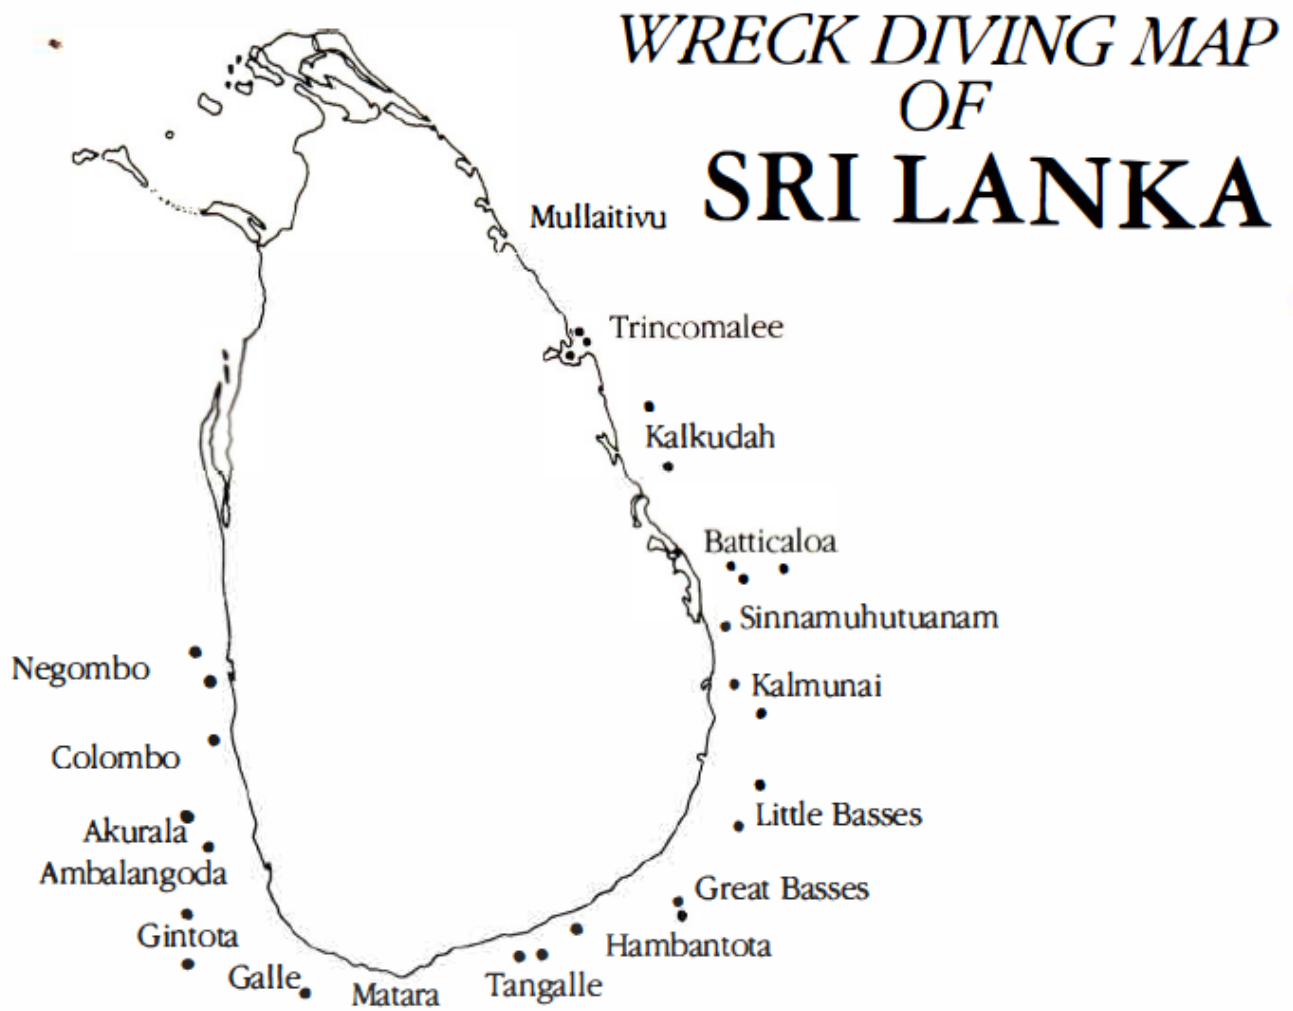 WRECK DIVING MAP
OF
SRI LANKA
Mullaitivu
Trincomalee
Kalkudah
Batticaloa
Sinnamuhutuanam
Kalmunai
Little Basses
Great Basses
Hambantota
Tangalle
Matara
Galle
Gintota
Ambalangoda
Akurala
Colombo
Negombo